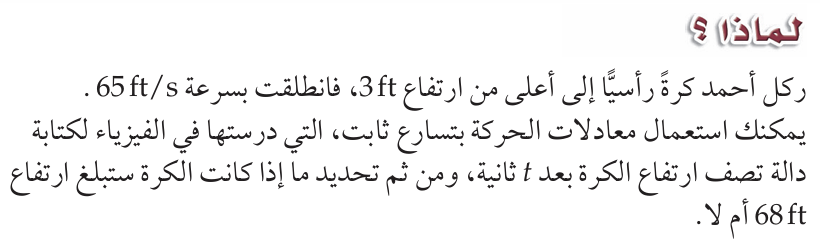 لماذا ؟
ركل أحمد كرةً رأسيًّا إلى أعلى من ارتفاع 3 ft، فانطلقت بسرعة 65 ft/s .
يمكنك استعمال معادلات الحركة بتسارع ثابت، التي درستها في الفيزياء لكتابة
دالة تصف ارتفاع الكرة بعد t ثانية، ومن ثم تحديد ما إذا كانت الكرة ستبلغ ارتفاع
68 ft أم لا.